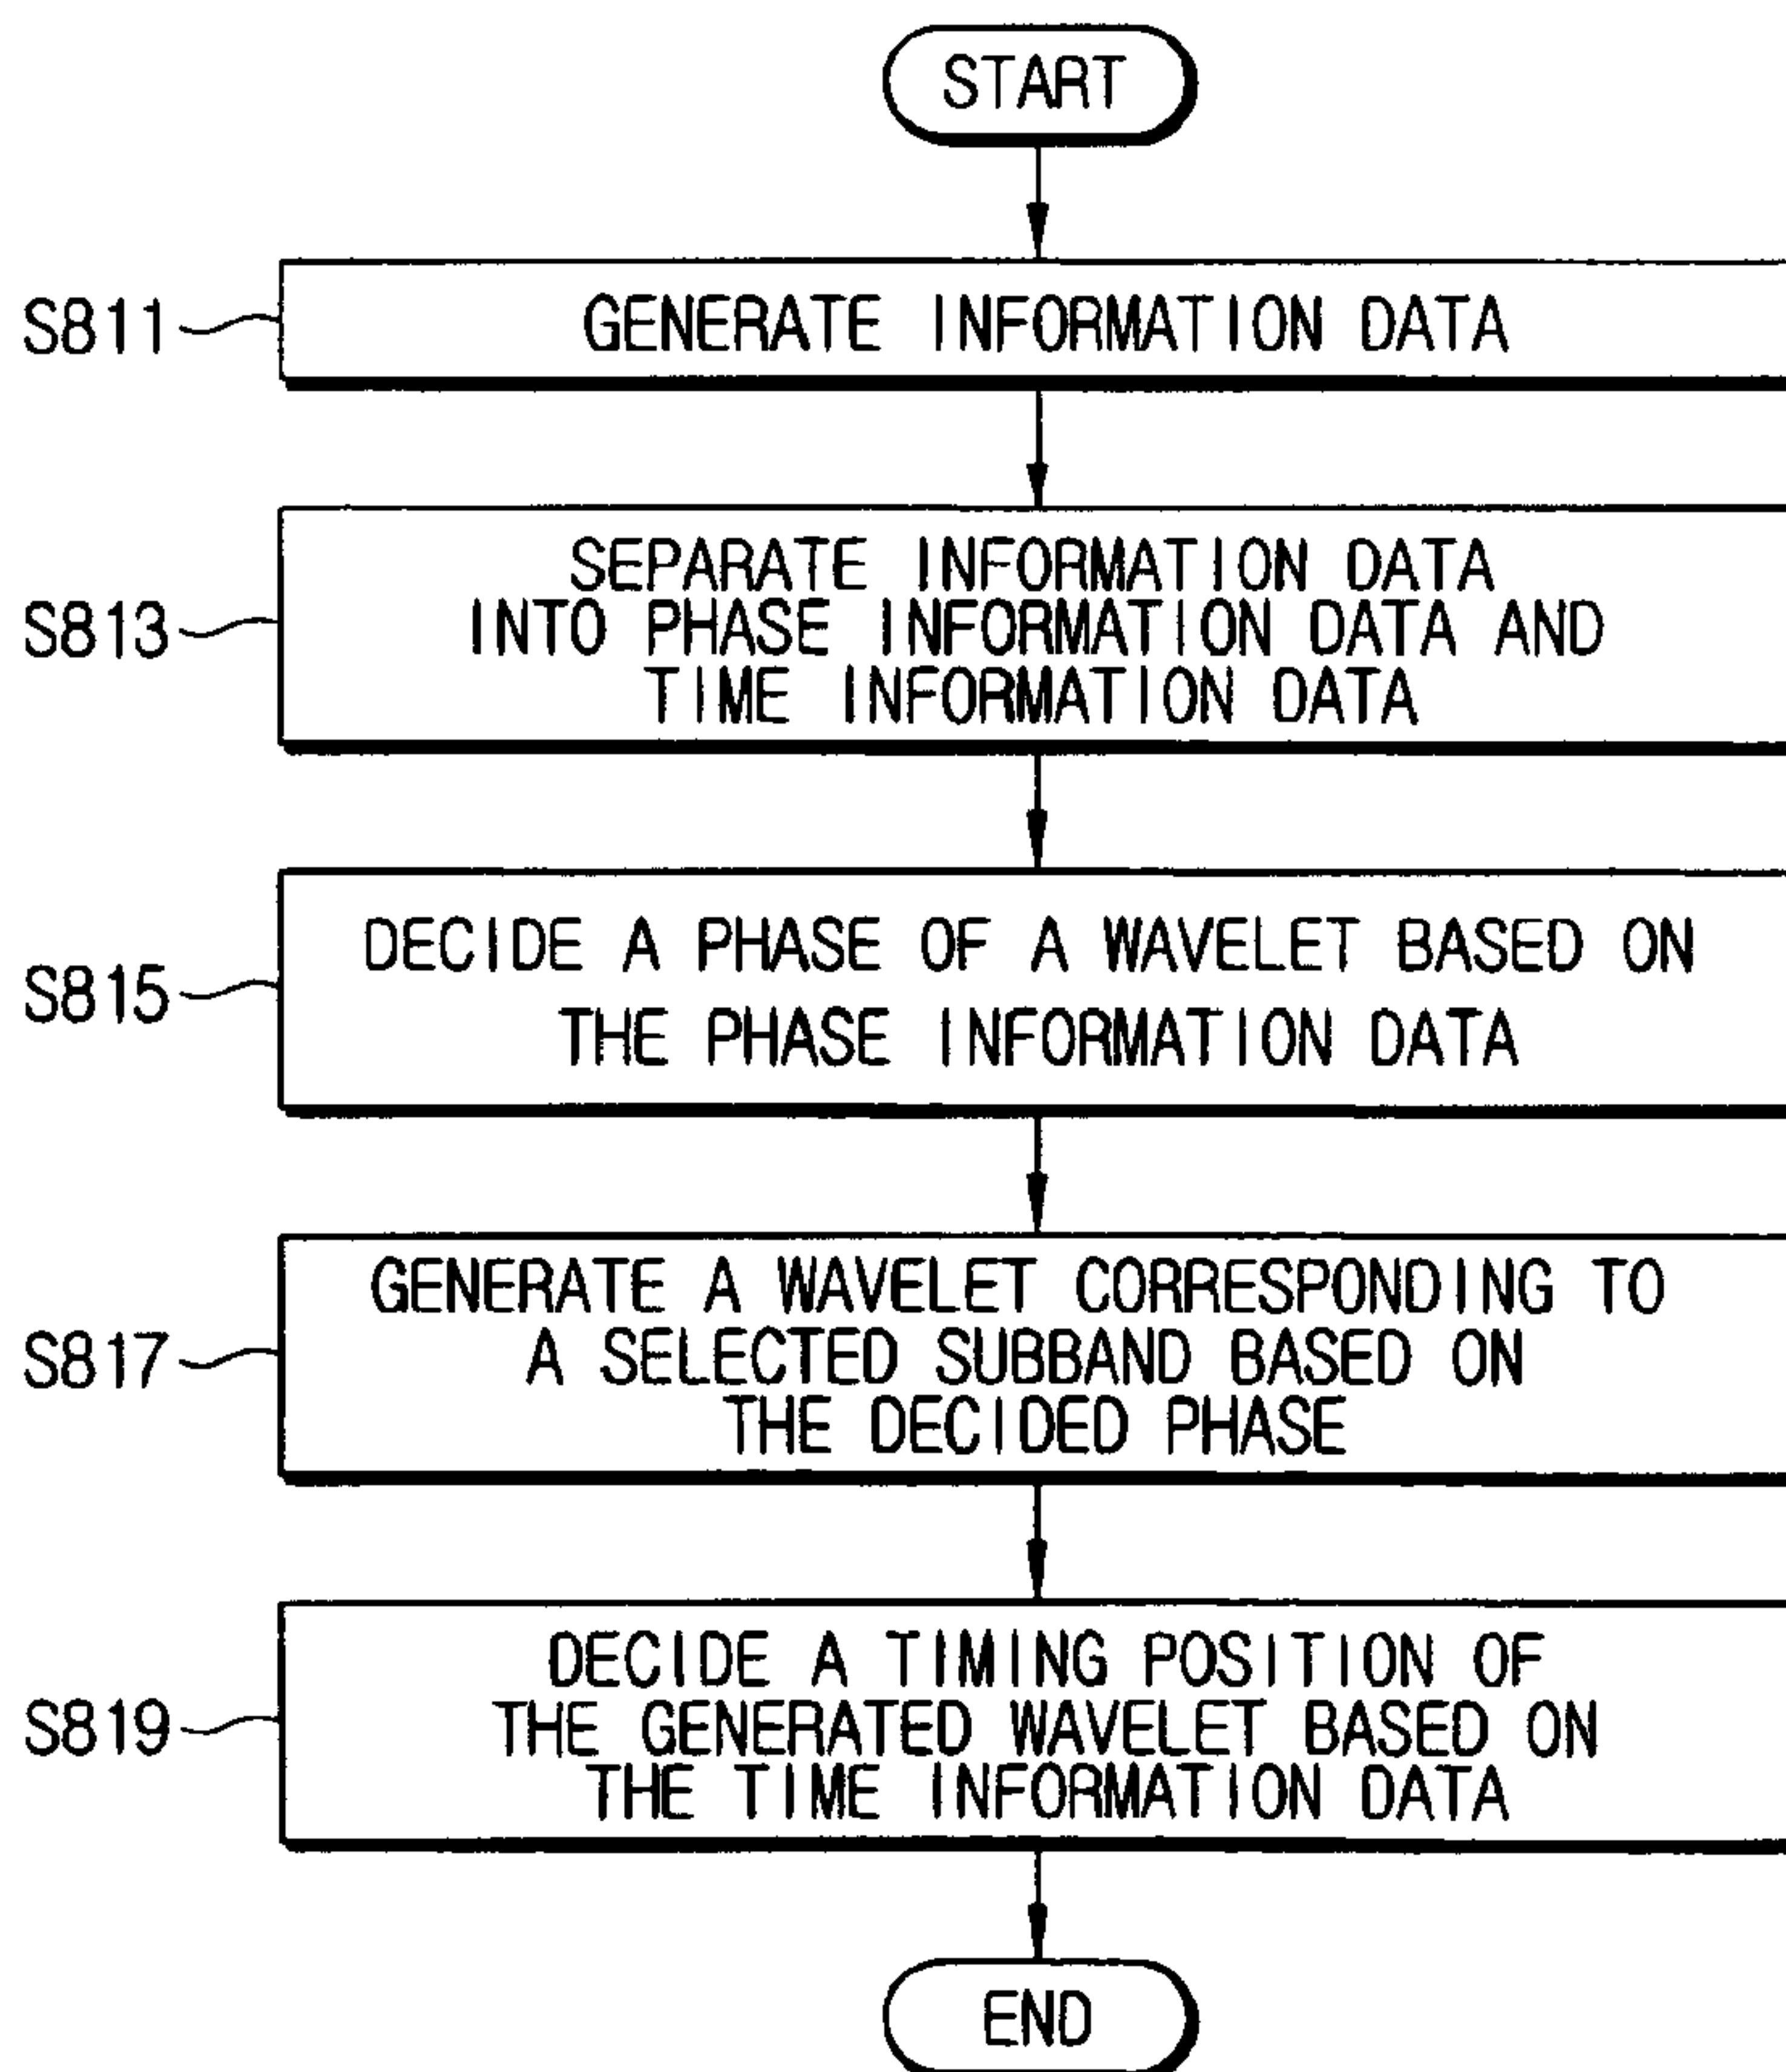 START
S811
GENERATE INFORMATION DATA
S813
SEPARATE INFORMATION DATA
INTO PHASE INFORMATION DATA AND
TIME INFORMATION DATA
S815
DECIDE A PHASE OF A WAVELET BASED ON
THE PHASE INFORMATION DATA
S817
GENERATE A WAVELET CORRESPONDING TO
A SELECTED SUBBAND BASED ON
THE DECIDED PHASE
S819
DECIDE A TIMING POSITION OF
THE GENERATED WAVELET BASED ON
THE TIME INFORMATION DATA
END